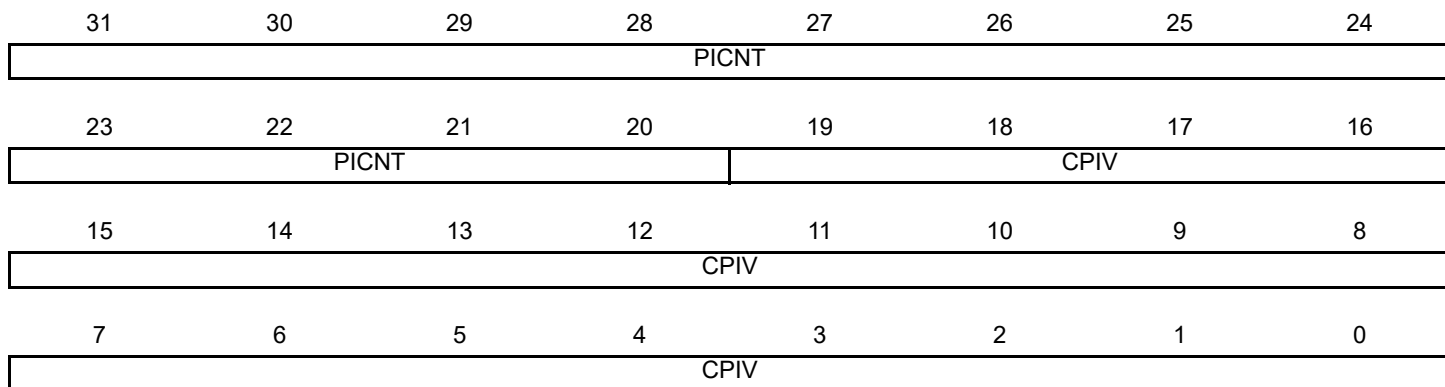 31 30 29 28 27 26 25 24
PICNT
23 22 21 20 19 18 17 16
PICNT CPIV
15 14 13 12 11 10 9 8
CPIV
7 6 5 4 3 2 1 0
CPIV